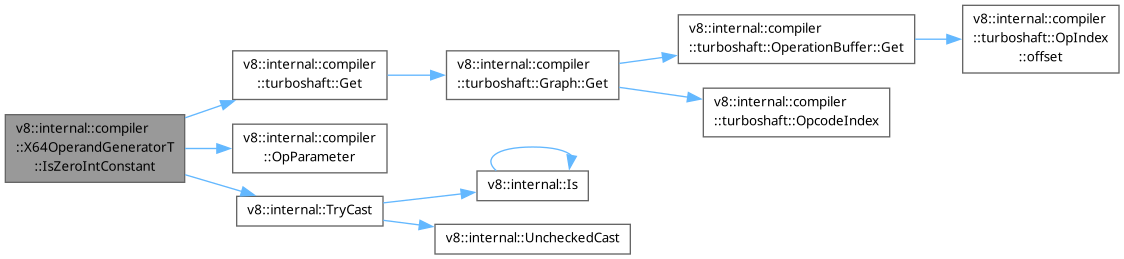 v8::internal::compiler
::X64OperandGeneratorT
::IsZeroIntConstant
v8::internal::compiler
::turboshaft::Get
v8::internal::compiler
::turboshaft::Graph::Get
v8::internal::compiler
::turboshaft::OperationBuffer::Get
v8::internal::compiler
::turboshaft::OpIndex
::offset
v8::internal::compiler
::turboshaft::OpcodeIndex
v8::internal::compiler
::OpParameter
v8::internal::TryCast
v8::internal::Is
v8::internal::UncheckedCast